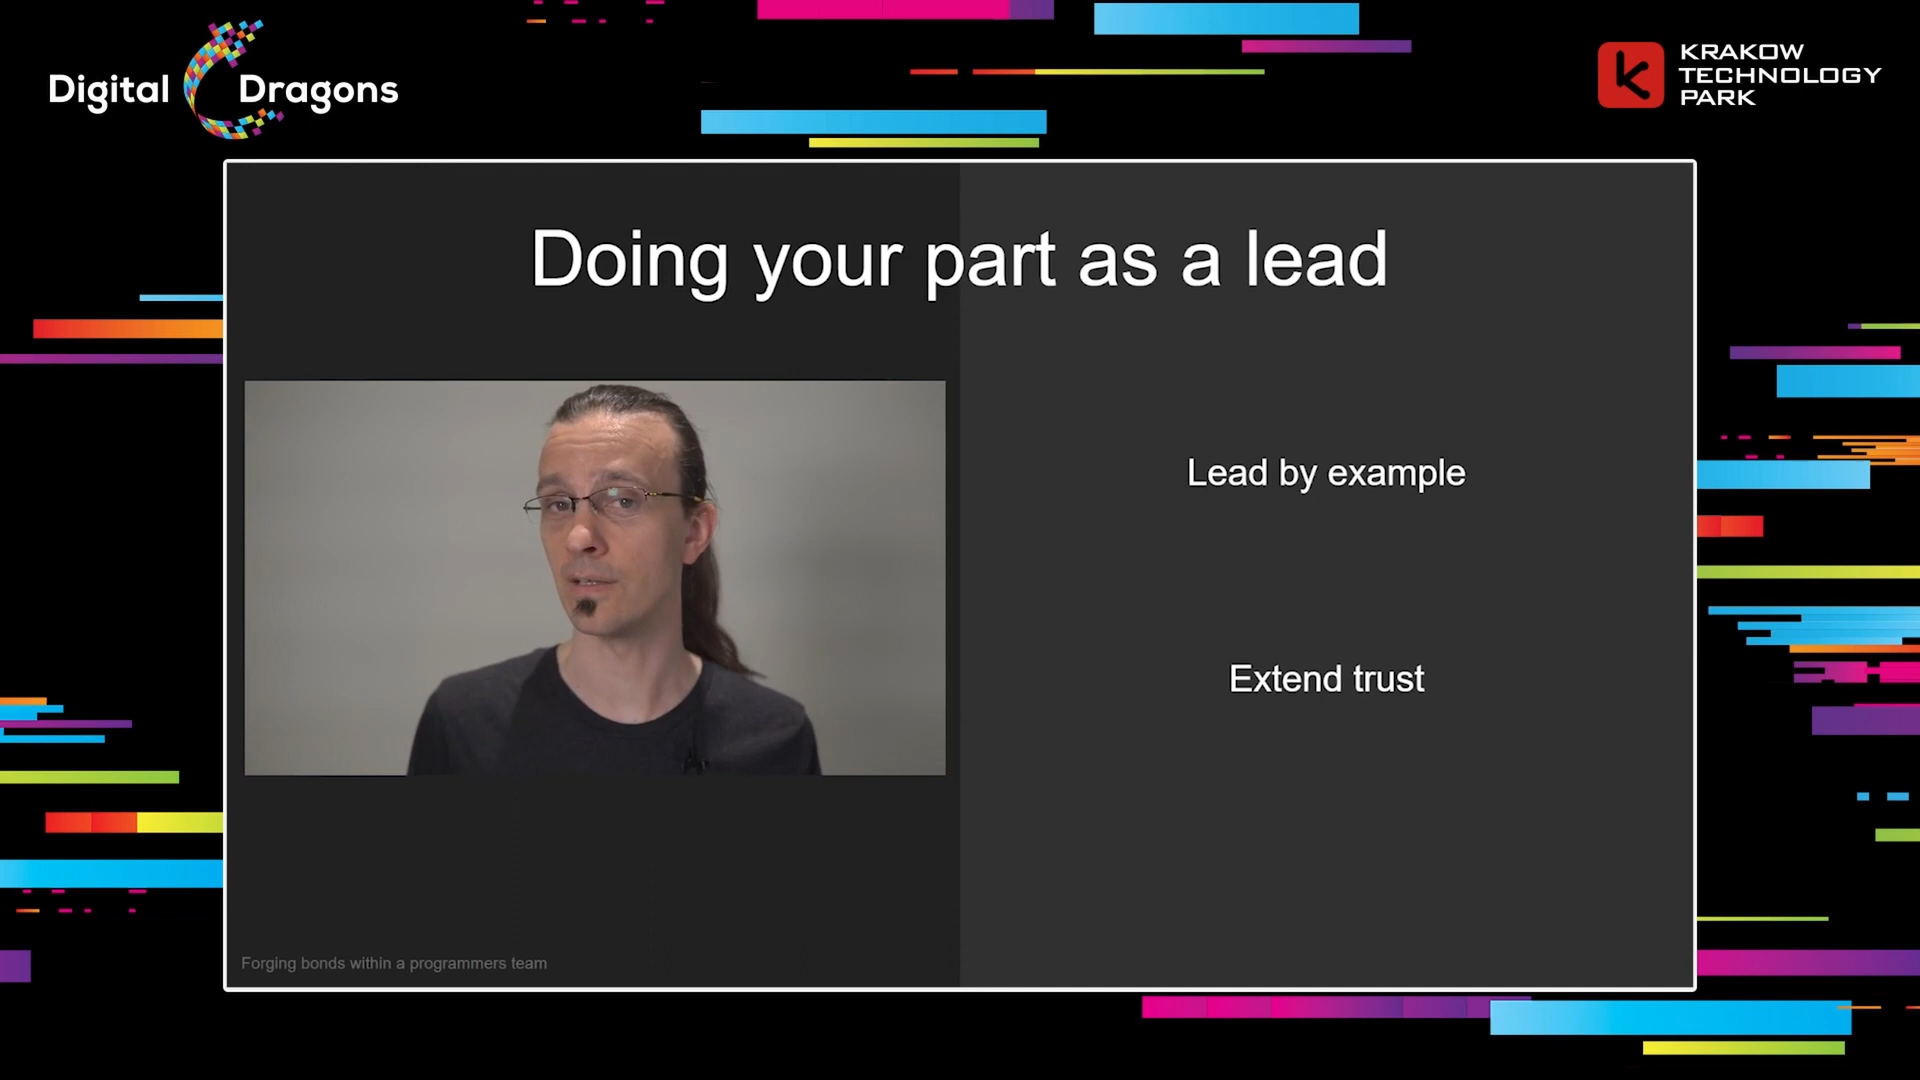 Digital Dragons
KRAKOW
TECHNOLOGY
PARK
Doing your part as a lead
Lead by example
Extend trust
Forging bonds within a programmers team